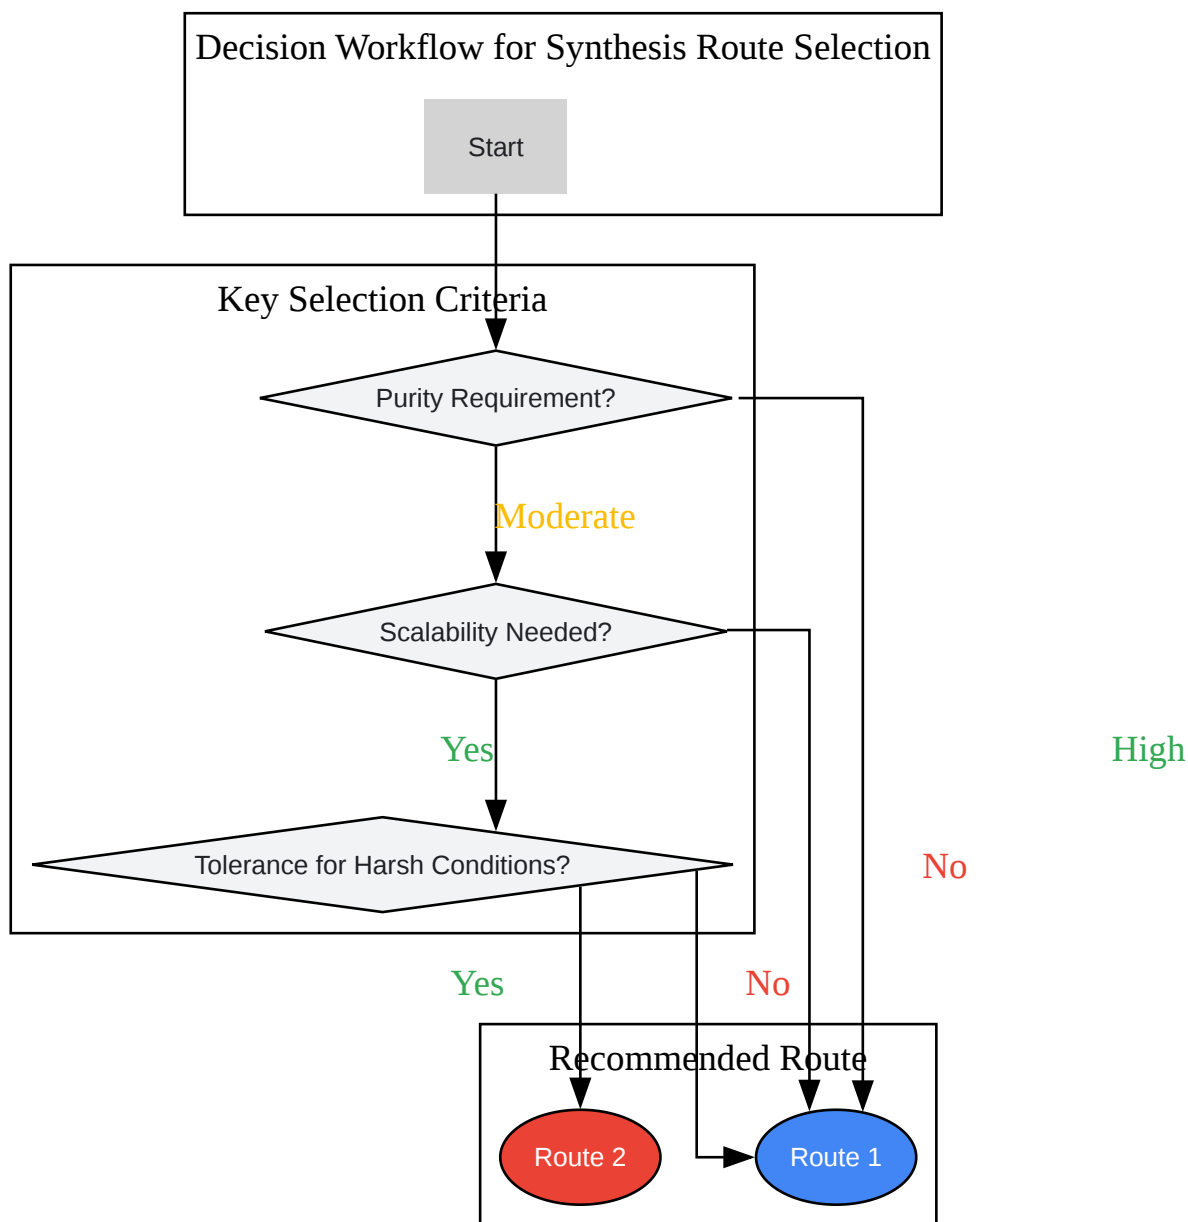 Decision Workflow for Synthesis Route Selection
Start
Key Selection Criteria
Purity Requirement?
Moderate
Scalability Needed?
Yes
High
Tolerance for Harsh Conditions?
No
Yes
No
Recommended Route
Route 2
Route 1